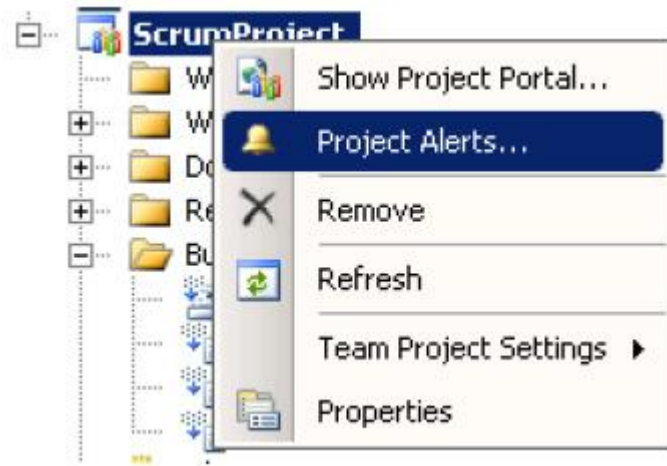 ScrumProject
Show Project Portal...
Project Alerts...
Remove
Refresh
Team Project Settings
Properties